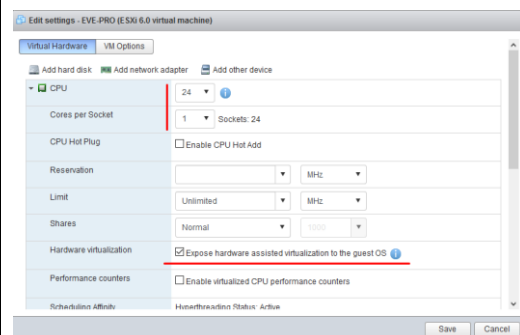 Edit settings - EVE-PRO (ESXi 6.0 virtual machine)
Virtual Hardware VM Options
Add hard disk Add network adapter Add other device
CPU 24
Cores per Socket 1 Sockets: 24
CPU Hot Plug Enable CPU Hot Add
Reservation MHz
Limit Unlimited MHz
Shares Normal 1000
Hardware virtualization Expose hardware assisted virtualization to the guest OS
Performance counters Enable virtualized CPU performance counters
Scheduling Affinity Hyperthreading Status: Active
Save Cancel